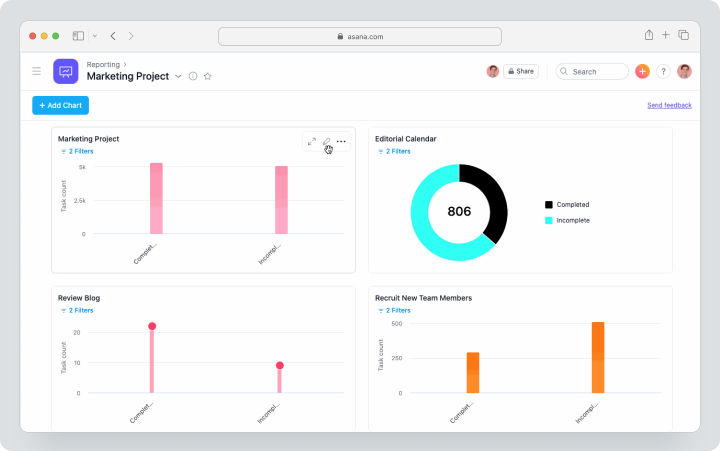 asana.com
Reporting
Marketing Project
Share
Search
?
+ Add Chart
Send feedback
Marketing Project
2 Filters
5k
2.5k
0
Task count
Complet...
Incompl...
Editorial Calendar
2 Filters
806
Completed
Incomplete
Review Blog
2 Filters
20
10
0
Task count
Complet...
Incompl...
Recruit New Team Members
2 Filters
500
250
0
Task count
Complet...
Incompl...